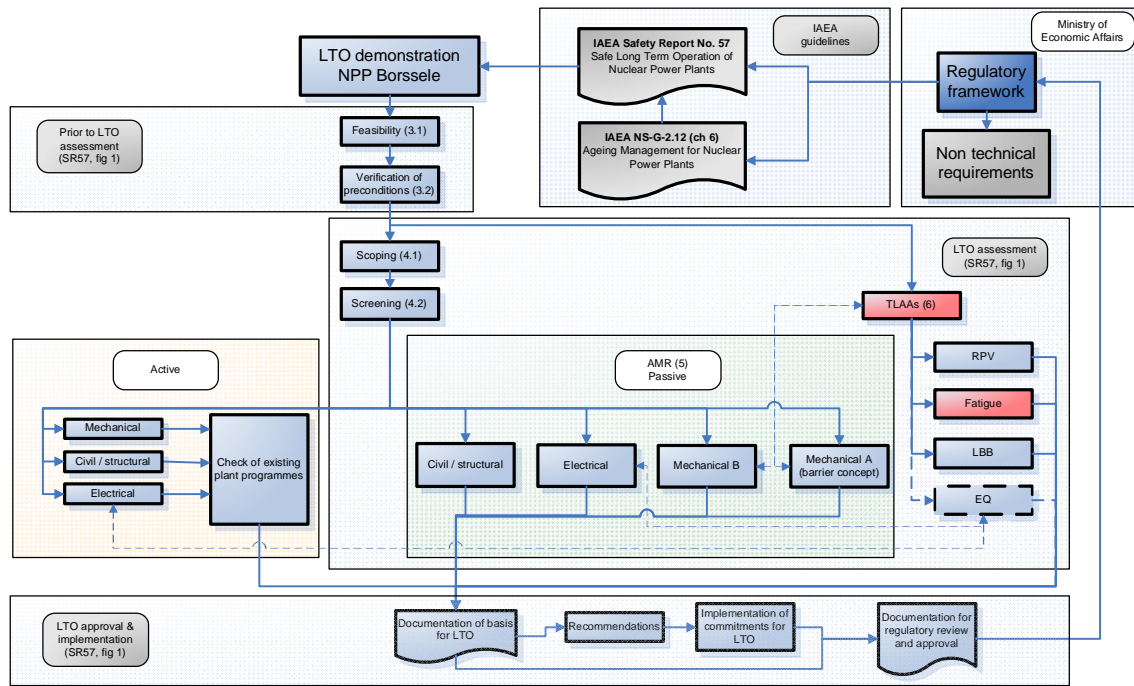 LTO demonstration
NPP Borssele
IAEA Safety Report No. 57
Safe Long Term Operation of
Nuclear Power Plants
IAEA
guidelines
Ministry of
Economic Affairs
Regulatory
framework
Prior to LTO
assessment
(SR57, fig 1)
Feasibility (3.1)
Verification of
preconditions (3.2)
IAEA NS-G-2.12 (ch 6)
Ageing Management for Nuclear
Power Plants
Non technical
requirements
Scoping (4.1)
Screening (4.2)
LTO assessment
(SR57, fig 1)
TLAAs (6)
Active
AMR (5)
Passive
RPV
Fatigue
LBB
EQ
Mechanical
Civil / structural
Electrical
Check of existing
plant programmes
Civil / structural
Electrical
Mechanical B
Mechanical A
(barrier concept)
LTO approval &
implementation
(SR57, fig 1)
Documentation of basis
for LTO
Recommendations
Implementation of
commitments for
LTO
Documentation for
regulatory review
and approval